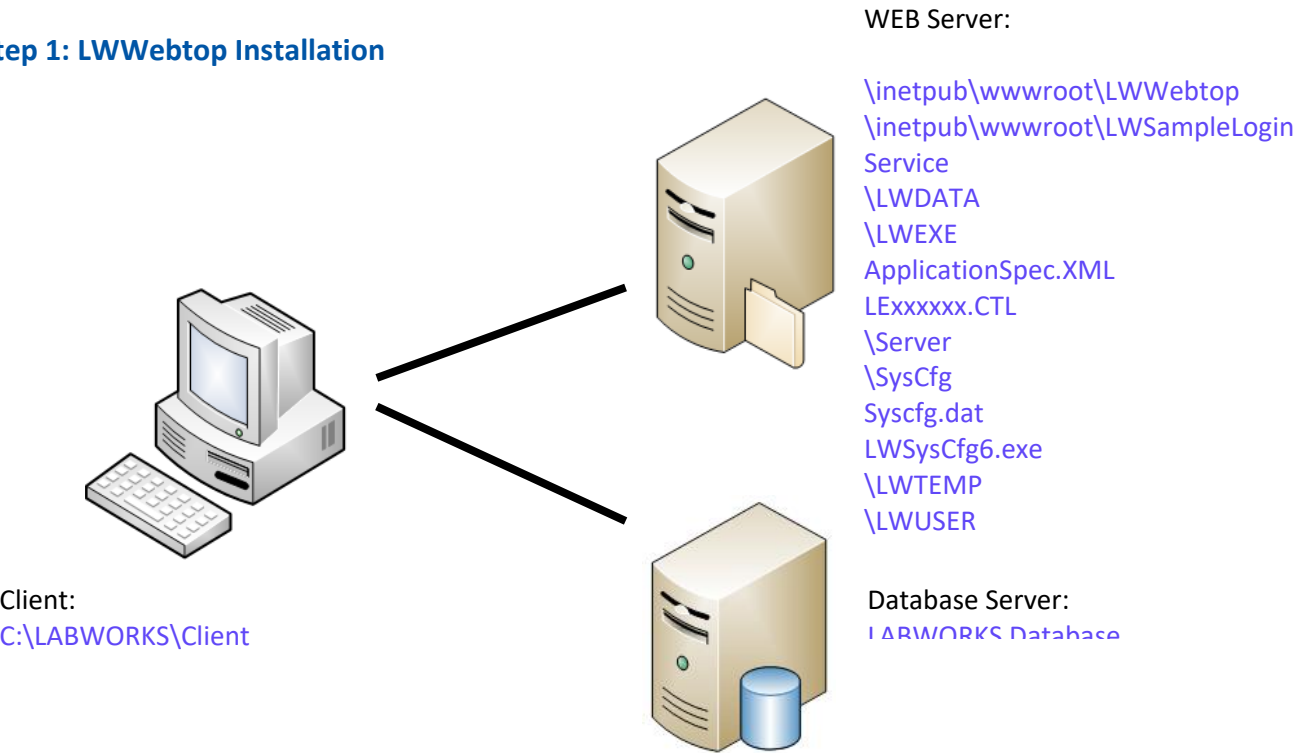 tep 1: LWWebtop Installation
WEB Server:
\inetpub\wwwroot\LWWebtop
\inetpub\wwwroot\LWSampleLogin
Service
\LWDATA
\LWEXE
ApplicationSpec.XML
LExxxxxx.CTL
\Server
\SysCfg
Syscfg.dat
LWSysCfg6.exe
\LWTEMP
\LWUSER
Client:
C:\LABWORKS\Client
Database Server:
LABWORKS Database